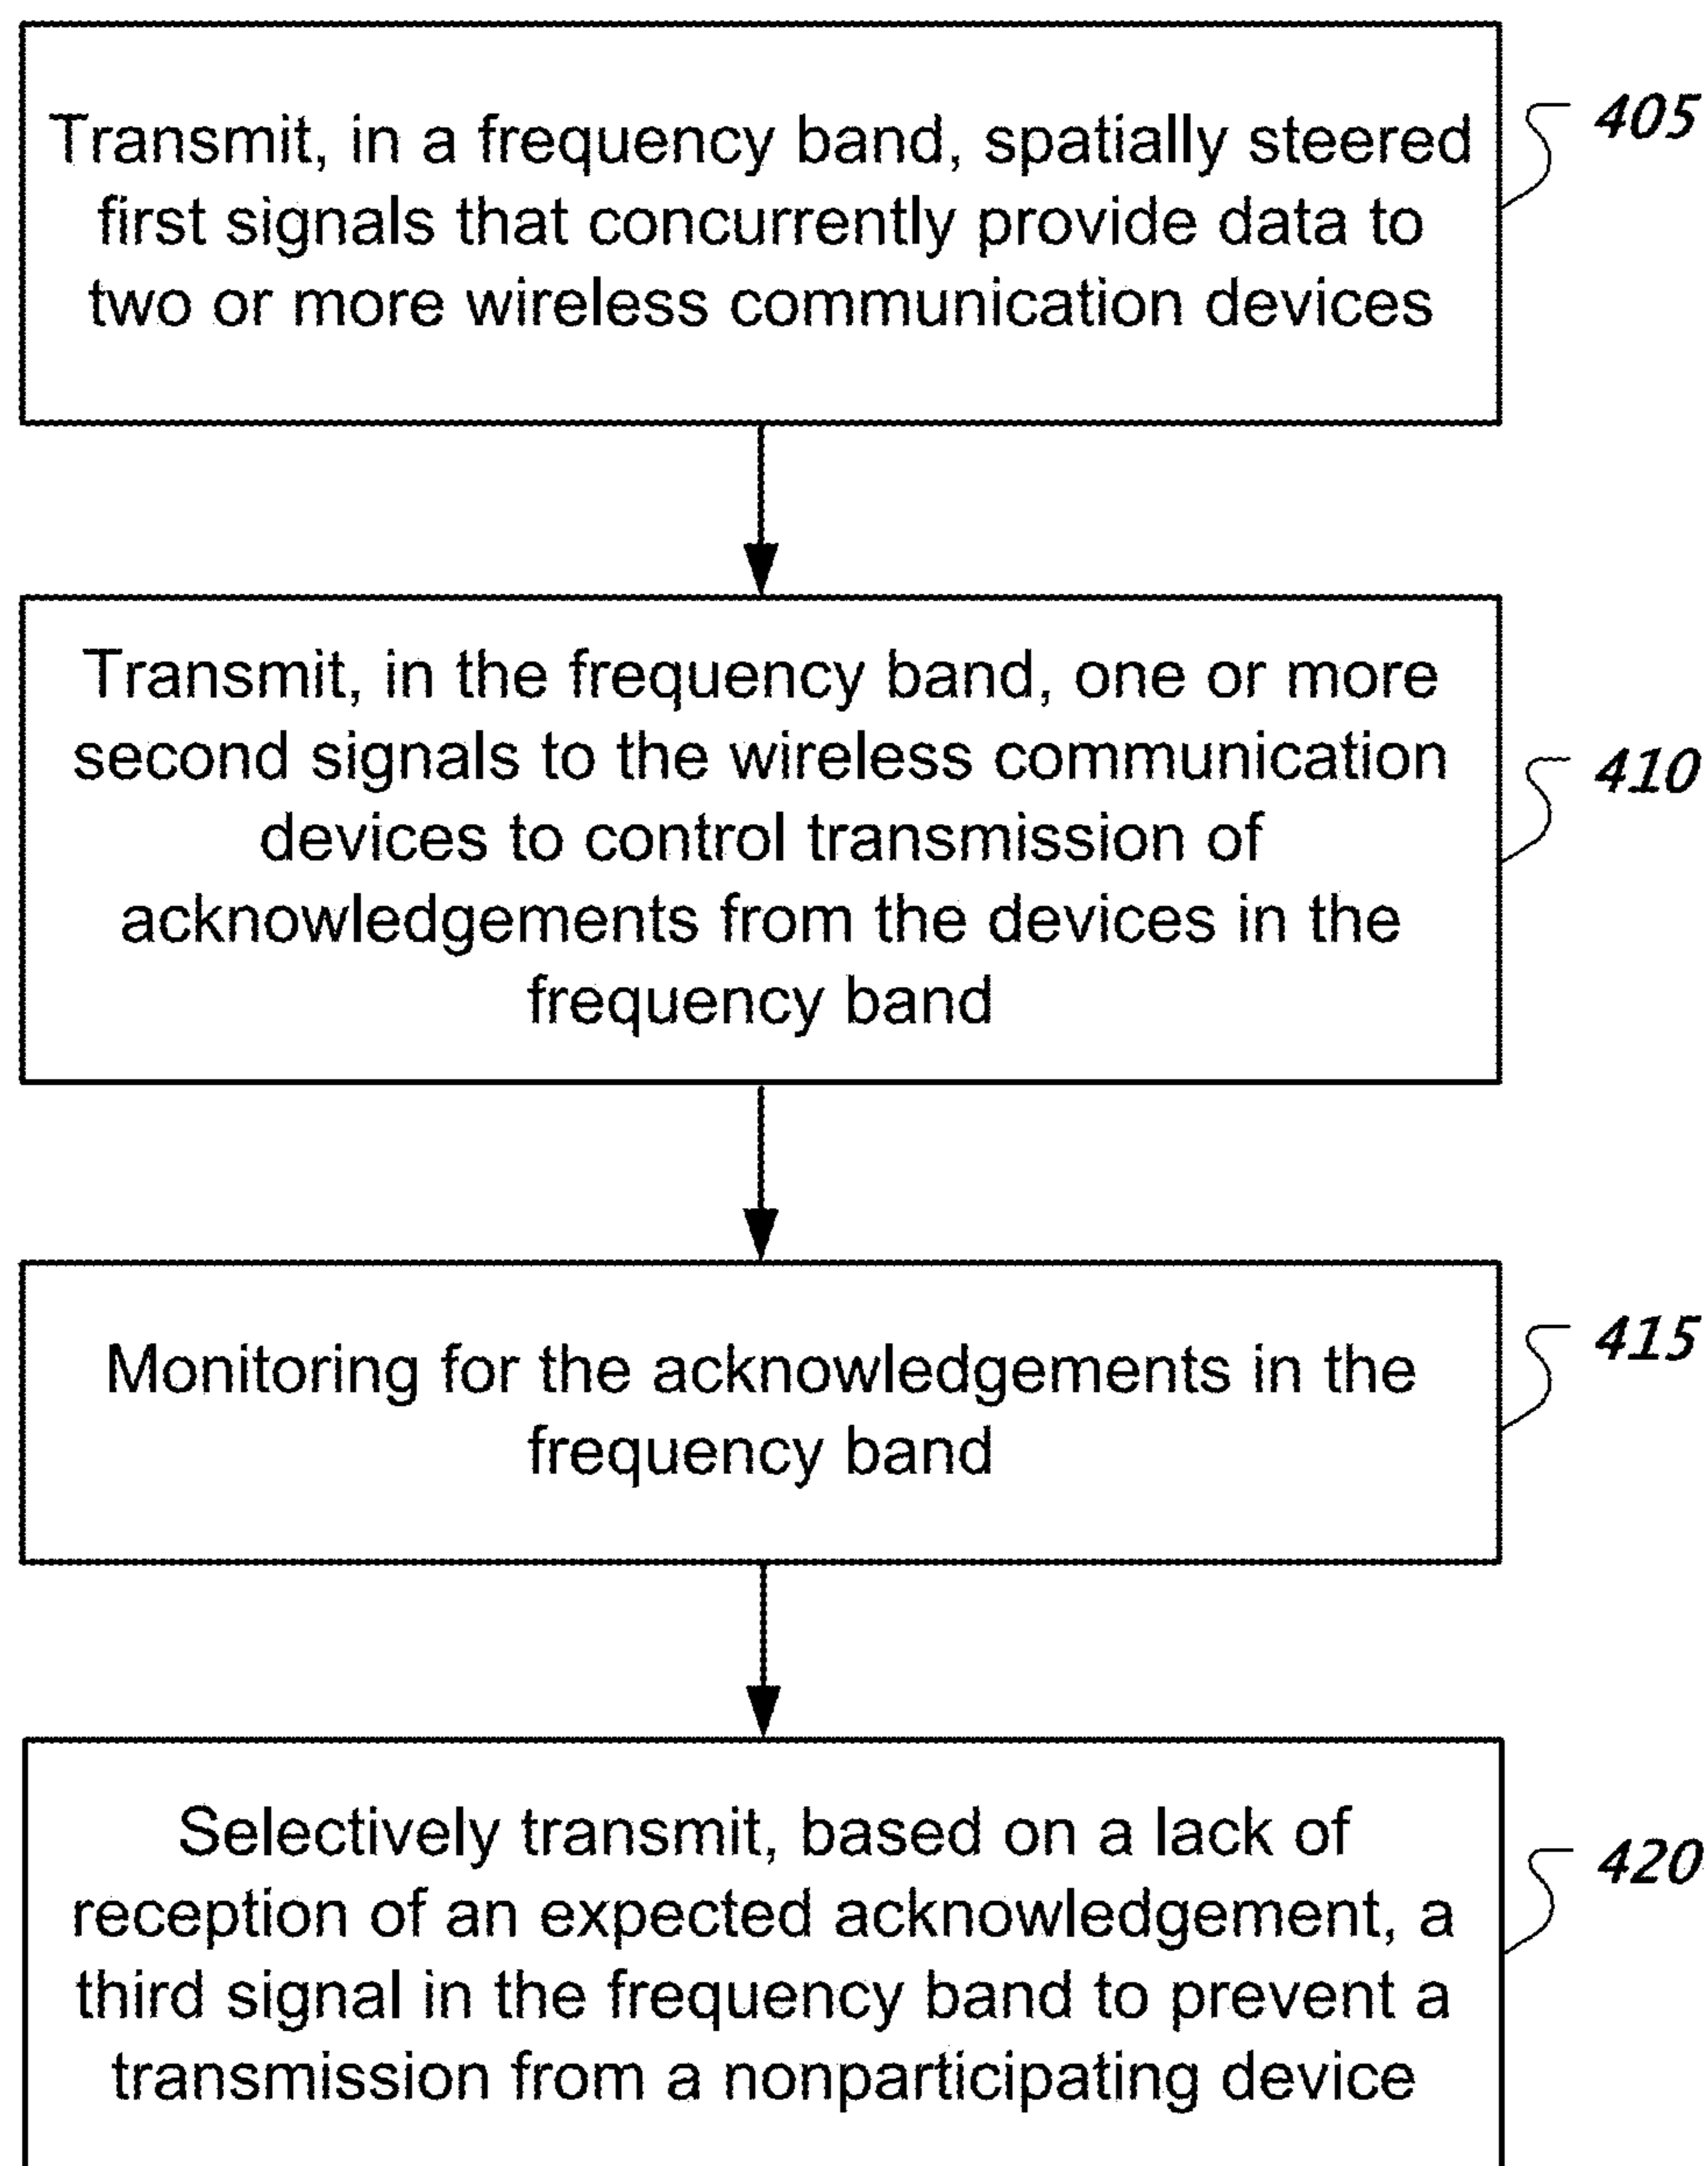 Transmit, in a frequency band, spatially steered
first signals that concurrently provide data to
two or more wireless communication devices
405
Transmit, in the frequency band, one or more
second signals to the wireless communication
devices to control transmission of
acknowledgements from the devices in the
frequency band
410
Monitoring for the acknowledgements in the
frequency band
415
Selectively transmit, based on a lack of
reception of an expected acknowledgement, a
third signal in the frequency band to prevent a
transmission from a nonparticipating device
420